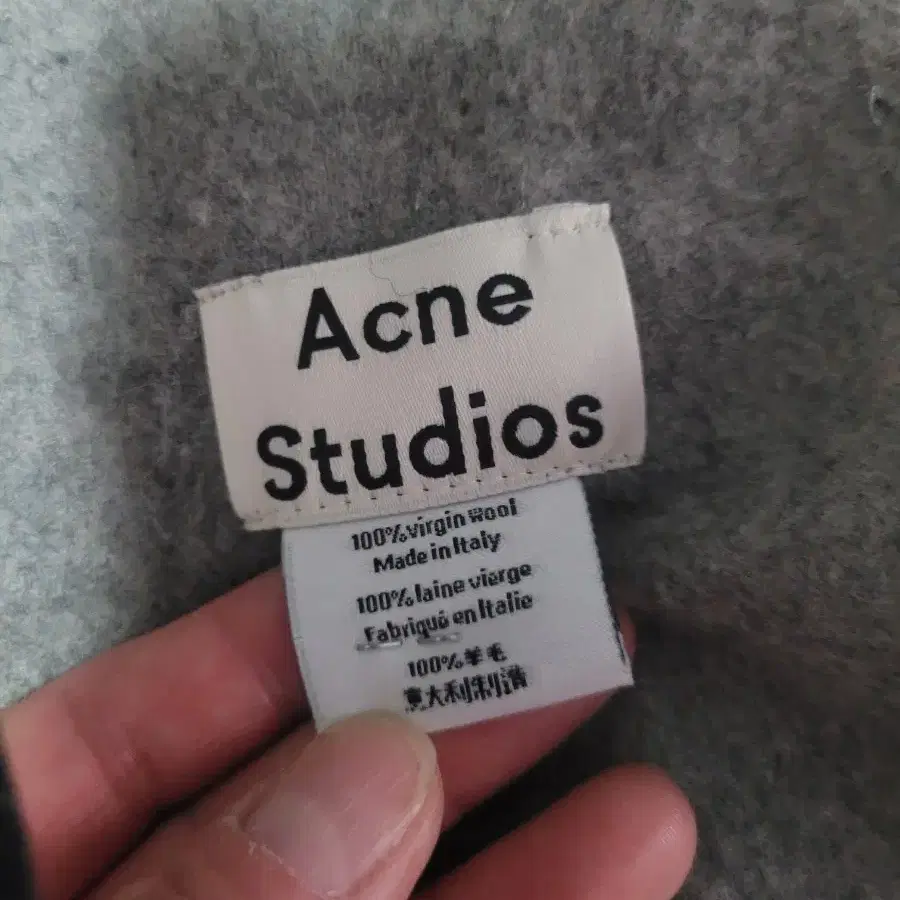 Acne
Studios
100% virgin wool
Made in Italy
100% laine vierge
Fabriqué en Italie
100% 羊毛
意大利制